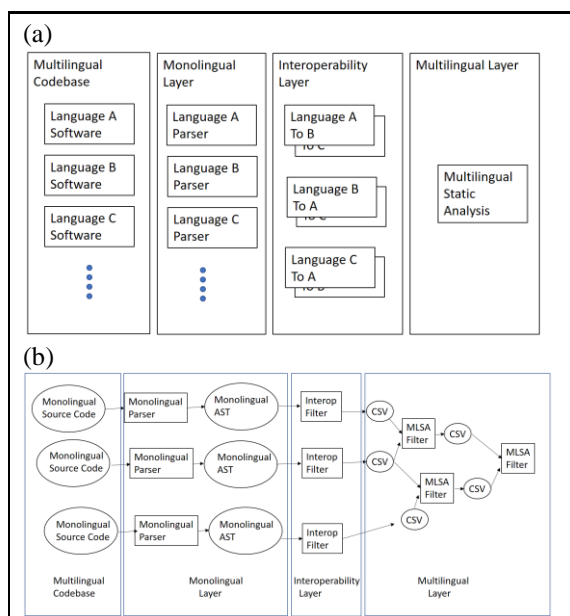 (a)
Multilingual
Codebase
Language A
Software
Language B
Software
Language C
Software
Monolingual
Layer
Language A
Parser
Language B
Parser
Language C
Parser
Interoperability
Layer
Language A
To B
To C
Language B
To A
To C
Language C
To A
To B
Multilingual Layer
Multilingual
Static
Analysis
(b)
Monolingual
Source Code
Monolingual
Parser
Monolingual
AST
Interop
Filter
CSV
MLSA
Filter
CSV
MLSA
Filter
Monolingual
Source Code
Monolingual
Parser
Monolingual
AST
Interop
Filter
CSV
MLSA
Filter
CSV
Monolingual
Source Code
Monolingual
Parser
Monolingual
AST
Interop
Filter
CSV
Multilingual
Codebase
Monolingual
Layer
Interoperability
Layer
Multilingual
Layer